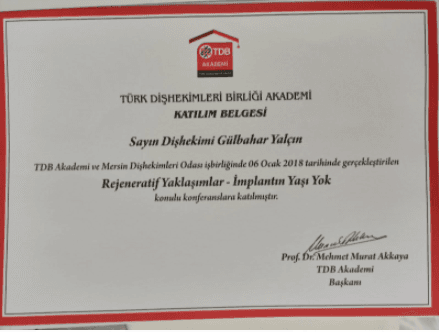 TDB
AKADEMİ
TÜRK DİŞHEKİMLERİ BİRLİĞİ AKADEMİ
KATILIM BELGESİ
Sayın Dişhekimi Gülbahar Yalçın
TDB Akademi ve Mersin Dişhekimleri Odası işbirliğinde 06 Ocak 2018 tarihinde gerçekleştirilen
Rejeneratif Yaklaşımlar - İmplantın Yaşı Yok
konulu konferanslara katılmıştır.
Prof. Dr. Mehmet Murat Akkaya
TDB Akademi
Başkanı